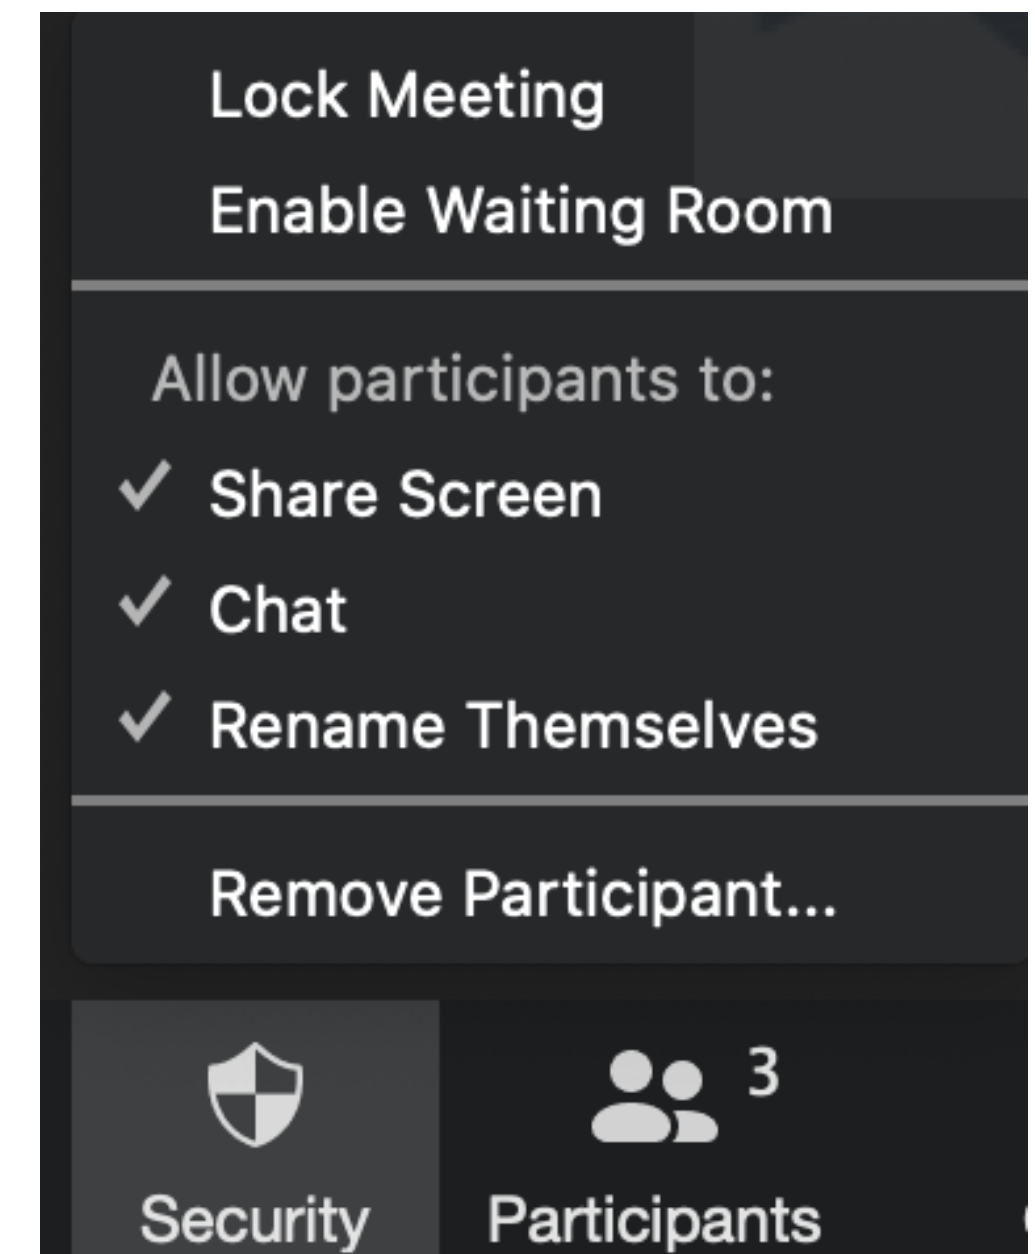 Lock Meeting
Enable Waiting Room
Allow participants to:
Share Screen
Chat
Rename Themselves
Remove Participant...
3
Security
Participants